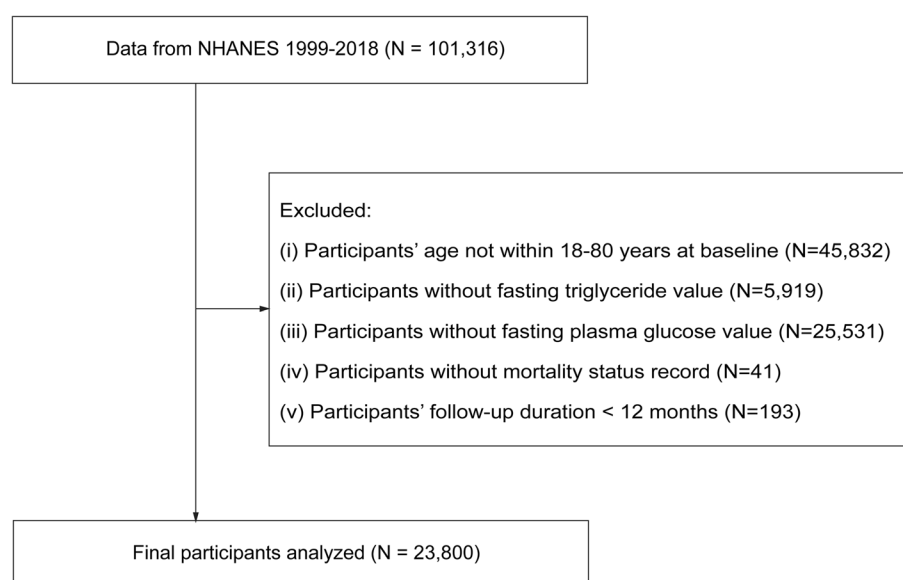 Data from NHANES 1999-2018 (N = 101,316)
Excluded:
(i) Participants’ age not within 18-80 years at baseline (N=45,832)
(ii) Participants without fasting triglyceride value (N=5,919)
(iii) Participants without fasting plasma glucose value (N=25,531)
(iv) Participants without mortality status record (N=41)
(v) Participants’ follow-up duration < 12 months (N=193)
Final participants analyzed (N = 23,800)